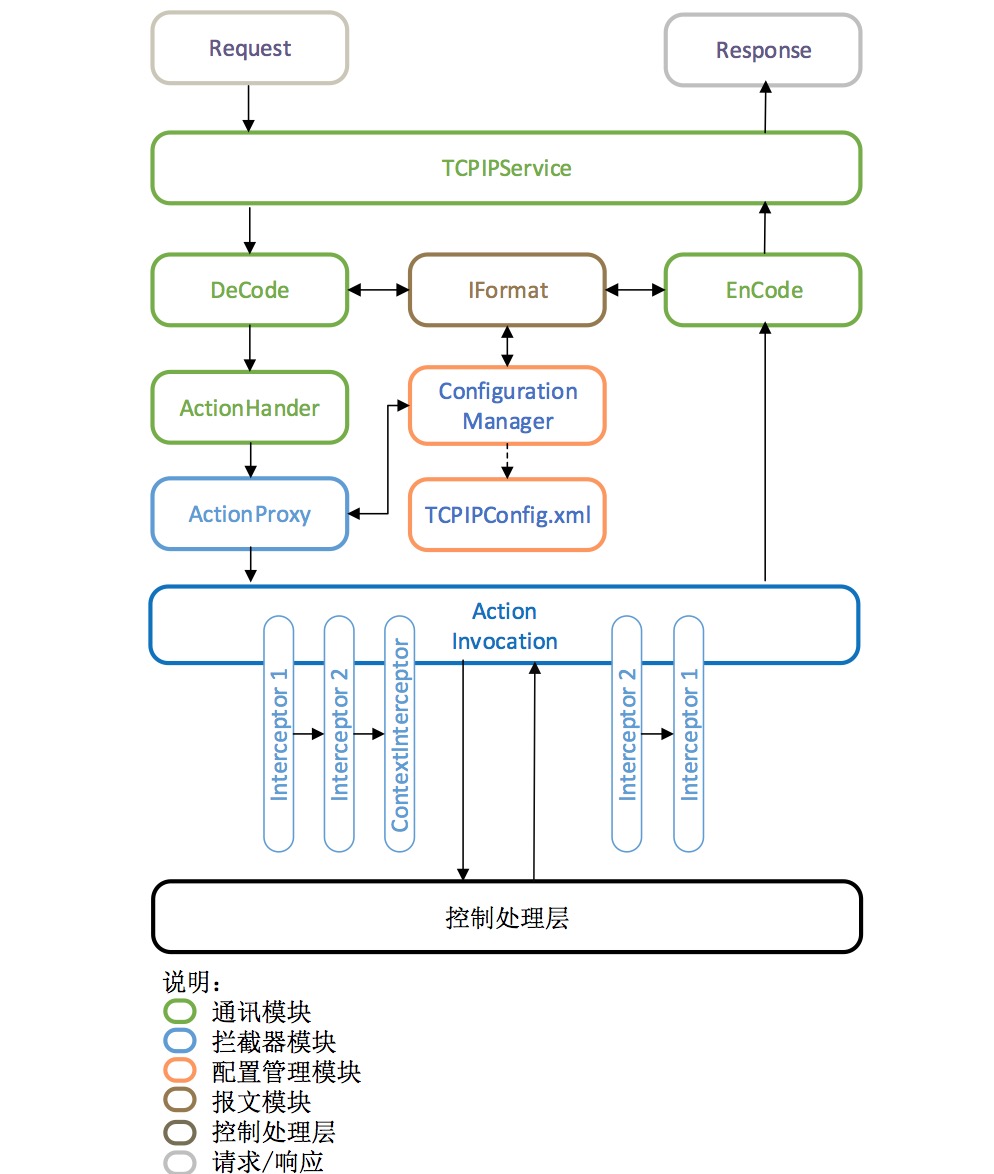 Request
Response
TCPIPService
DeCode
IFormat
EnCode
ActionHander
Configuration
Manager
ActionProxy
TCPIPConfig.xml
Action
Invocation
Interceptor 1
Interceptor 2
ContextInterceptor
Interceptor 2
Interceptor 1
控制处理层
说明：
通讯模块
拦截器模块
配置管理模块
报文模块
控制处理层
请求/响应